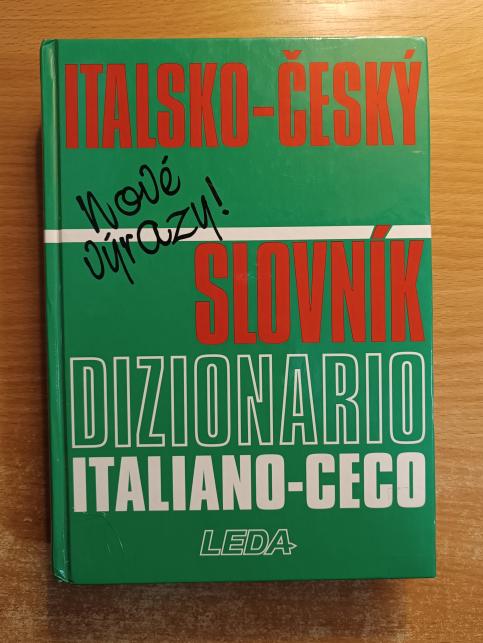 ITALSKO-ČESKÝ
nové
výrazy!
SLOVNÍK
DIZIONARIO
ITALIANO-CECO
LEDA